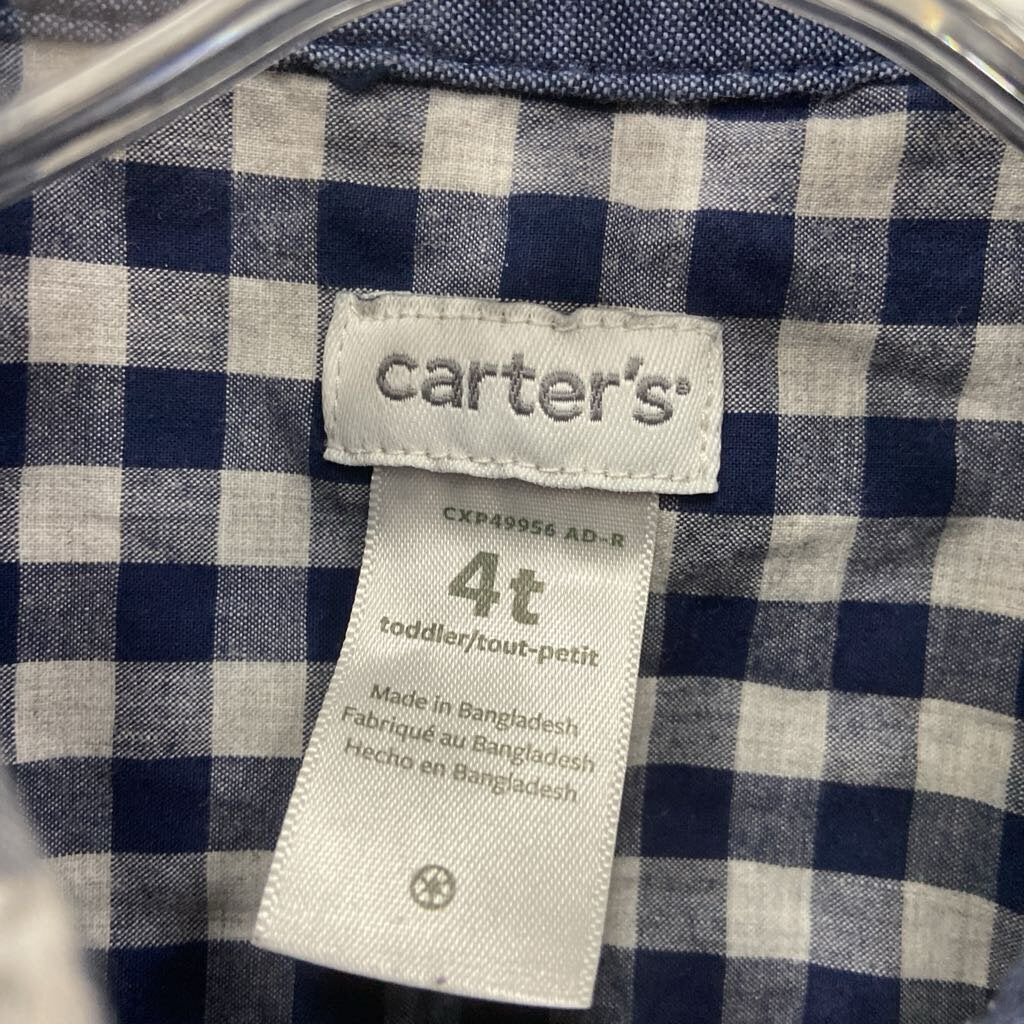 carter's®
CXP49956 AD-R
4t
toddler/tout-petit
Made in Bangladesh
Fabriqué au Bangladesh
Hecho en Bangladesh